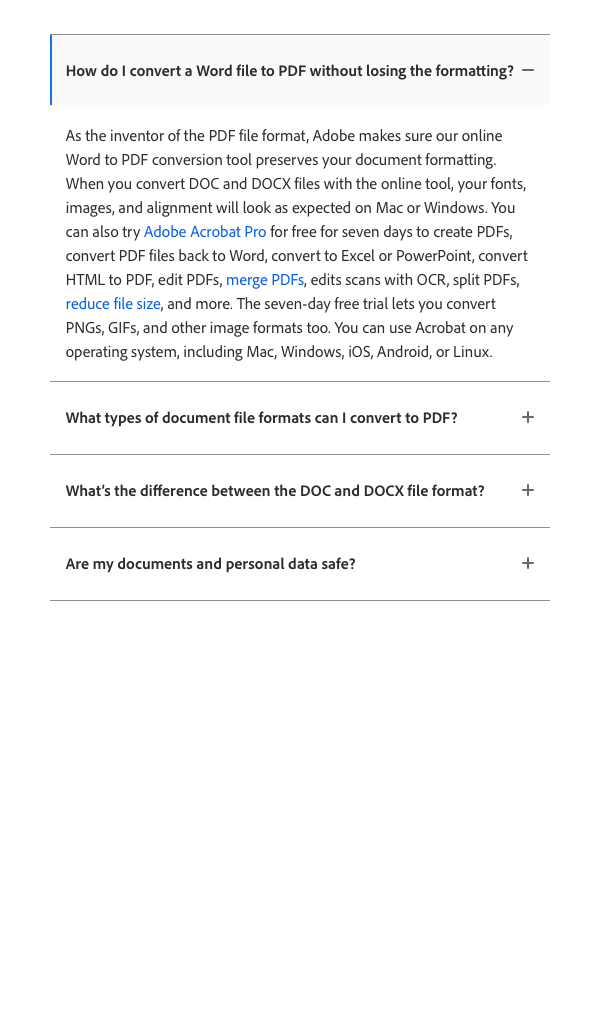 How do I convert a Word file to PDF without losing the formatting?
As the inventor of the PDF file format, Adobe makes sure our online
Word to PDF conversion tool preserves your document formatting.
When you convert DOC and DOCX files with the online tool, your fonts,
images, and alignment will look as expected on Mac or Windows. You
can also try Adobe Acrobat Pro for free for seven days to create PDFs,
convert PDF files back to Word, convert to Excel or PowerPoint, convert
HTML to PDF, edit PDFs, merge PDFs, edits scans with OCR, split PDFs,
reduce file size, and more. The seven-day free trial lets you convert
PNGs, GIFs, and other image formats too. You can use Acrobat on any
operating system, including Mac, Windows, iOS, Android, or Linux.
What types of document file formats can I convert to PDF?
What’s the difference between the DOC and DOCX file format?
Are my documents and personal data safe?